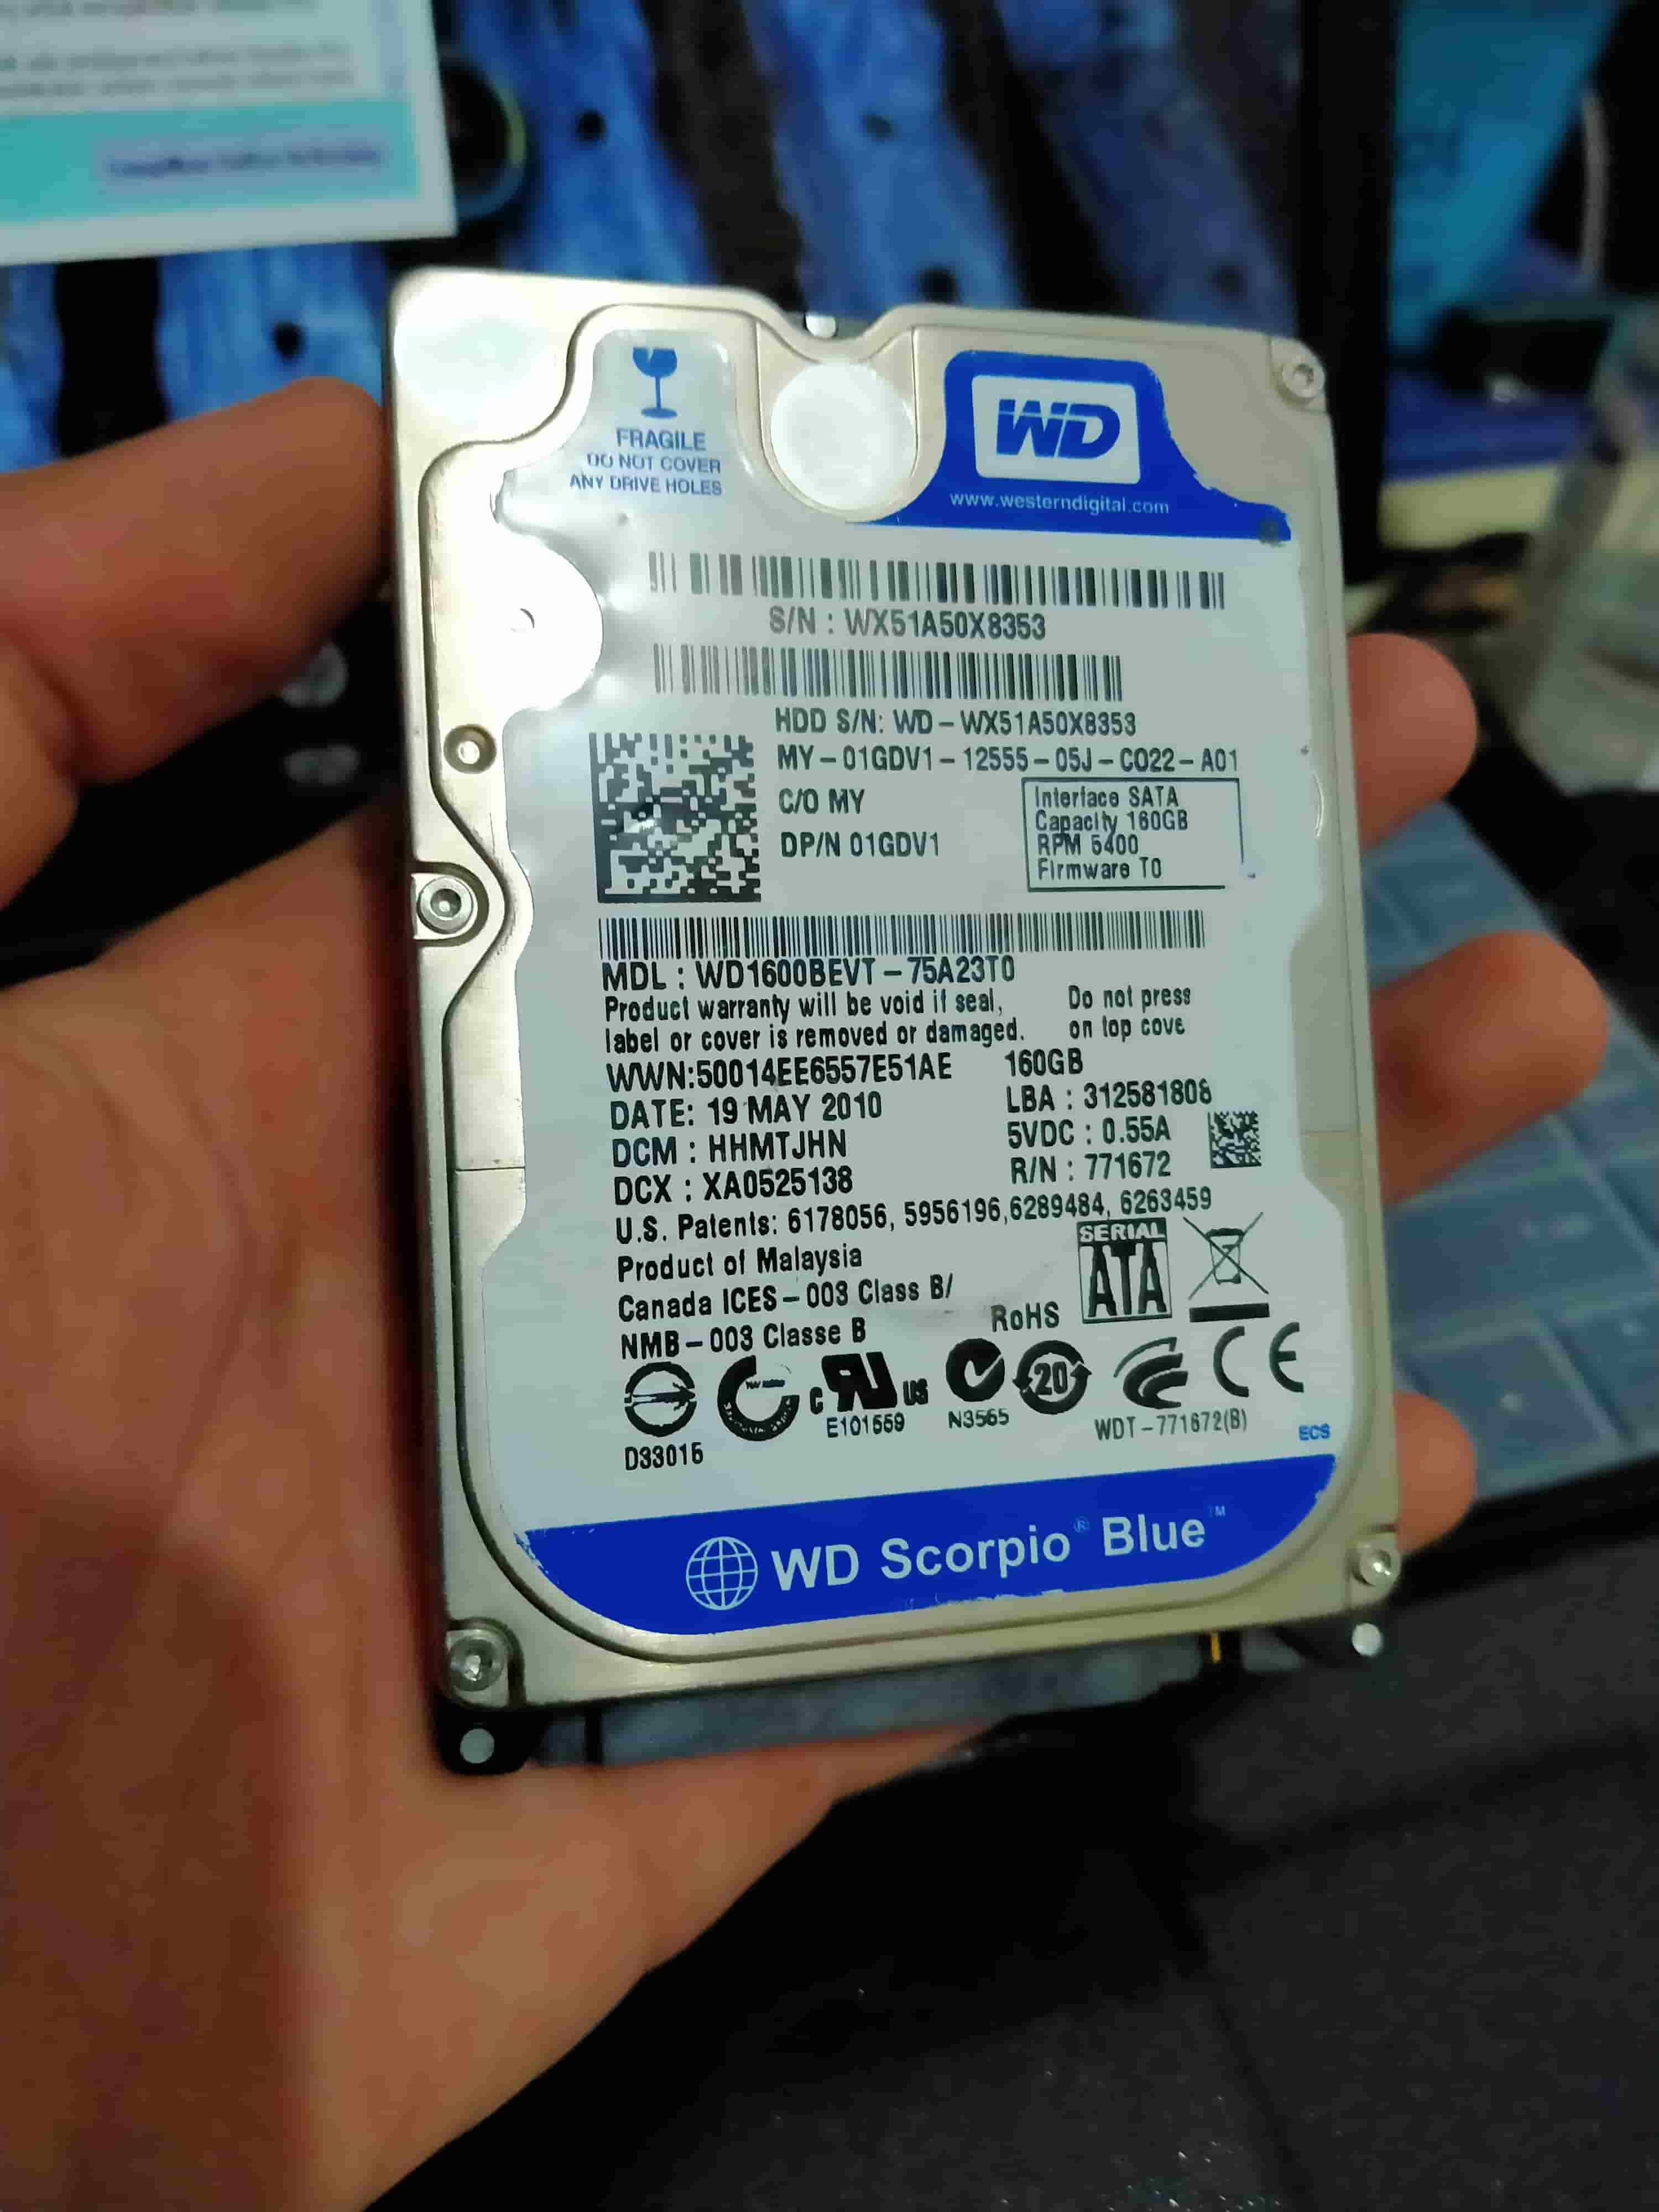 FRAGILE
DO NOT COVER
ANY DRIVE HOLES
WD
www.westerndigital.com
S/N : WX51A50X8353
HDD S/N: WD-WX51A50X8353
MY-01GDV1-12555-05J-C022-A01
C/O MY
DP/N 01GDV1
Interface SATA
Capacity 160GB
RPM 5400
Firmware T0
MDL : WD1600BEVT-75A23T0
Product warranty will be void if seal,
label or cover is removed or damaged.
Do not press
on top cove
WWN:50014EE6557E51AE
DATE: 19 MAY 2010
DCM : HHMTJHN
DCX : XA0525138
160GB
LBA : 312581808
5VDC : 0.55A
R/N : 771672
U.S. Patents: 6178056, 5956196,6289484, 6263459
Product of Malaysia
Canada ICES-003 Class B/
NMB-003 Classe B
RoHS
SERIAL
ATA
D33015
c RU US
E101559
N3565
20
CE
WDT-771672(B)
ECS
WD Scorpio® Blue™